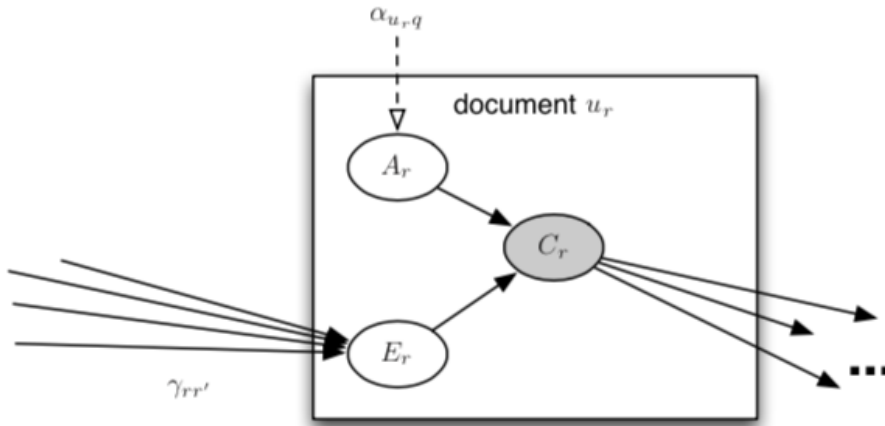 α_{u_r q}
document u_r
A_r
C_r
E_r
γ_{rr'}
...